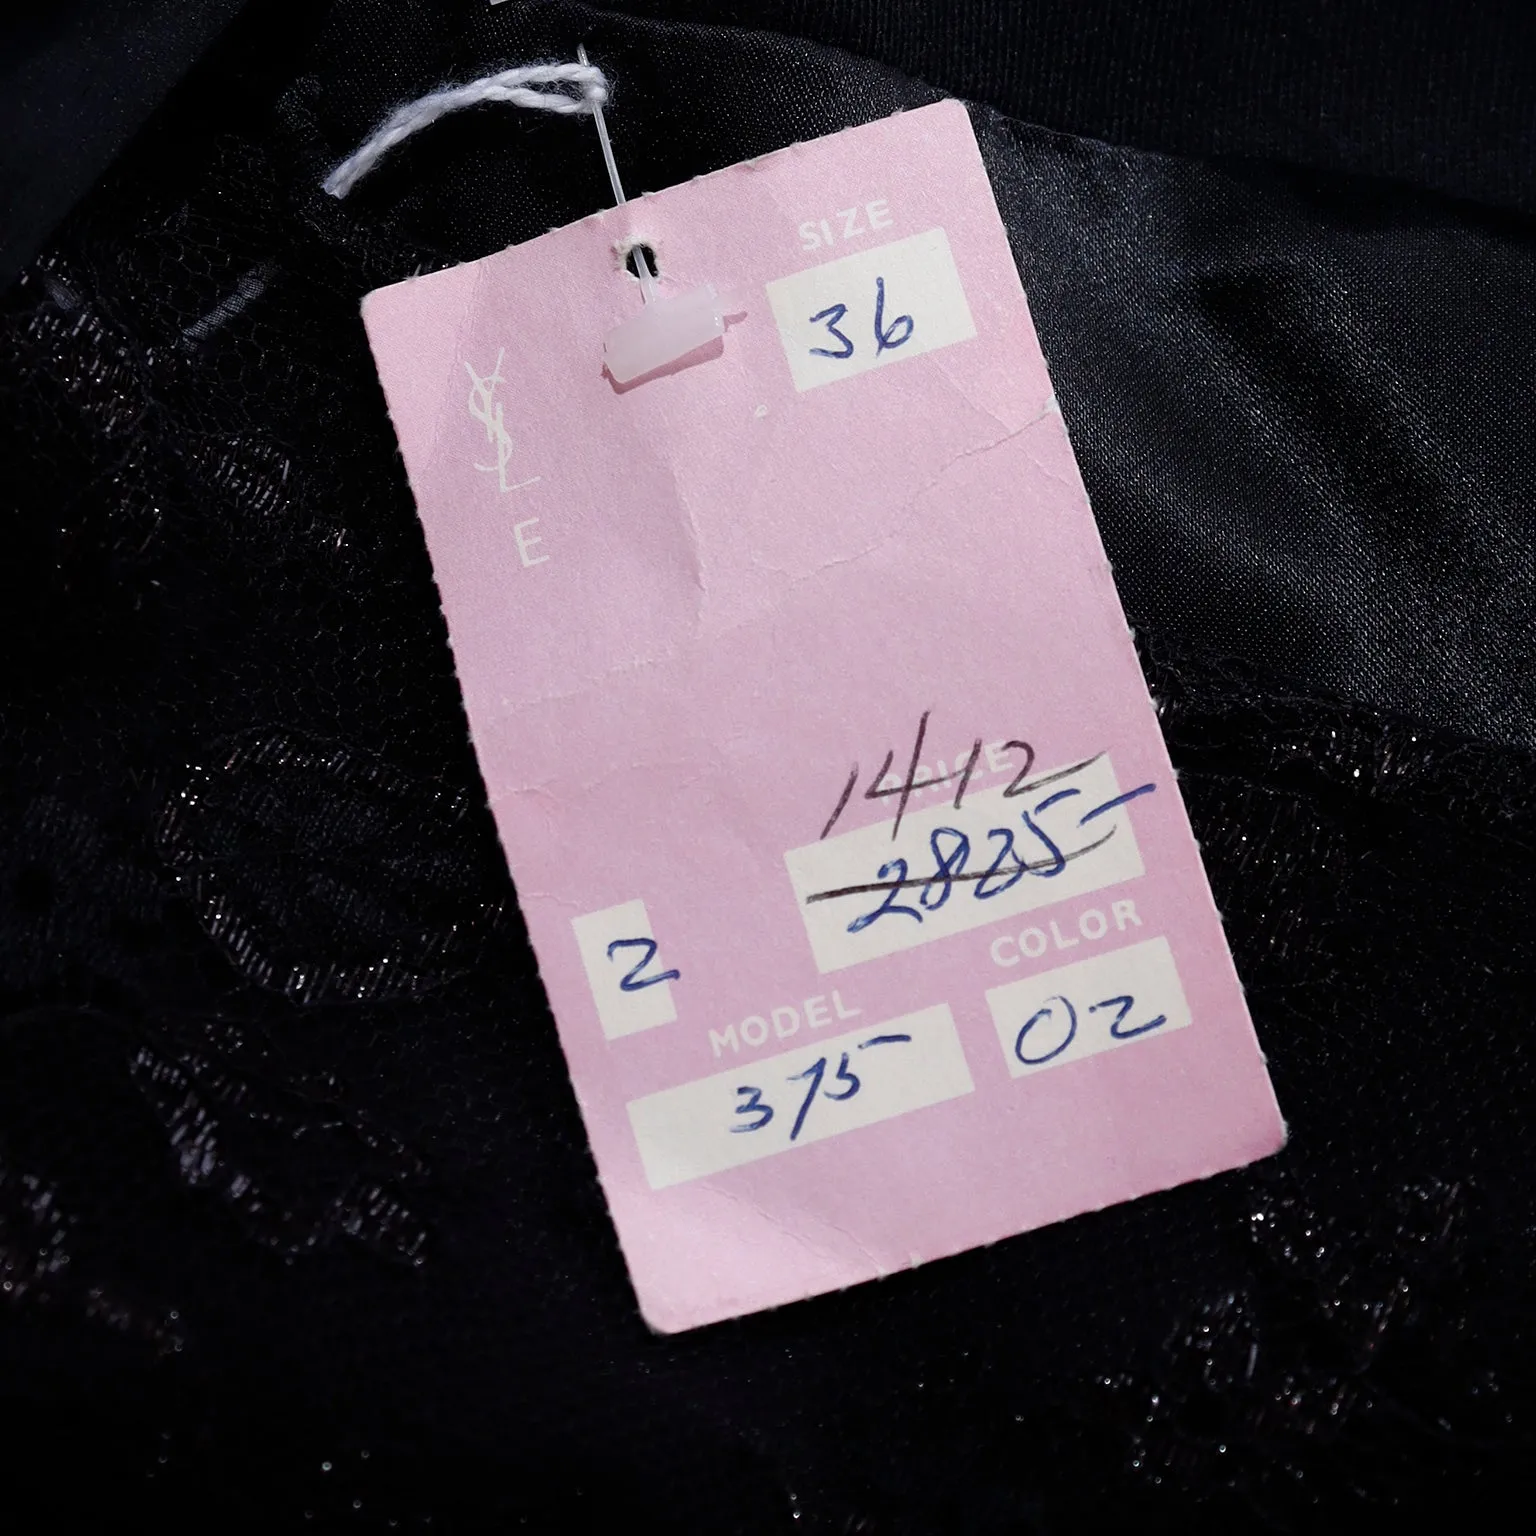 SIZE
36
YSL
E
1412
PRICE
2825-
2
COLOR
MODEL
02
375